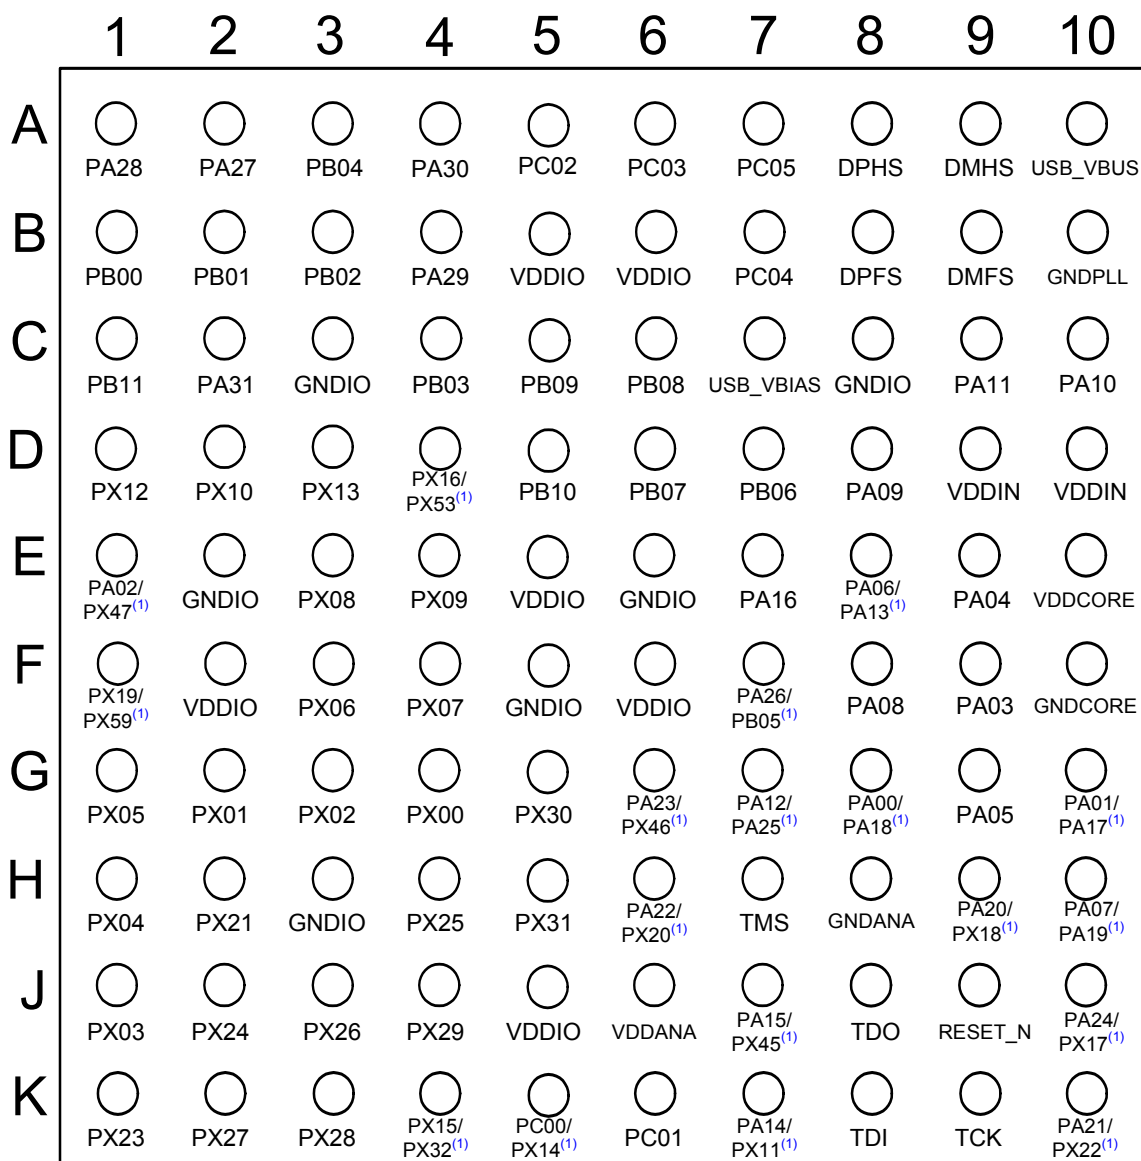 1 2 3 4 5 6 7 8 9 10
A
PA28 PA27 PB04 PA30 PC02 PC03 PC05 DPHS DMHS USB_VBUS
B
PB00 PB01 PB02 PA29 VDDIO VDDIO PC04 DPFS DMFS GNDPLL
C
PB11 PA31 GNDIO PB03 PB09 PB08 USB_VBIAS GNDIO PA11 PA10
D
PX12 PX10 PX13 PX16/ PX53(1) PB10 PB07 PB06 PA09 VDDIN VDDIN
E
PA02/ PX47(1) GNDIO PX08 PX09 VDDIO GNDIO PA16 PA06/ PA13(1) PA04 VDDCORE
F
PX19/ PX59(1) VDDIO PX06 PX07 GNDIO VDDIO PA26/ PB05(1) PA08 PA03 GNDCORE
G
PX05 PX01 PX02 PX00 PX30 PA23/ PX46(1) PA12/ PA25(1) PA00/ PA18(1) PA05 PA01/ PA17(1)
H
PX04 PX21 GNDIO PX25 PX31 PA22/ PX20(1) TMS GNDANA PA20/ PX18(1) PA07/ PA19(1)
J
PX03 PX24 PX26 PX29 VDDIO VDDANA PA15/ PX45(1) TDO RESET_N PA24/ PX17(1)
K
PX23 PX27 PX28 PX15/ PX32(1) PC00/ PX14(1) PC01 PA14/ PX11(1) TDI TCK PA21/ PX22(1)